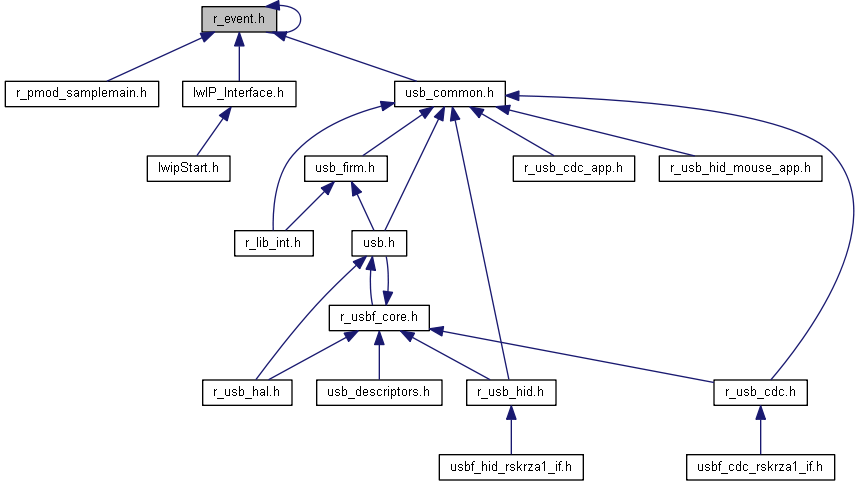 r_event.h
r_pmod_samplemain.h
lwIP_Interface.h
usb_common.h
lwipStart.h
usb_firm.h
r_usb_cdc_app.h
r_usb_hid_mouse_app.h
r_lib_int.h
usb.h
r_usbf_core.h
r_usb_hal.h
usb_descriptors.h
r_usb_hid.h
r_usb_cdc.h
usbf_hid_rskrza1_if.h
usbf_cdc_rskrza1_if.h